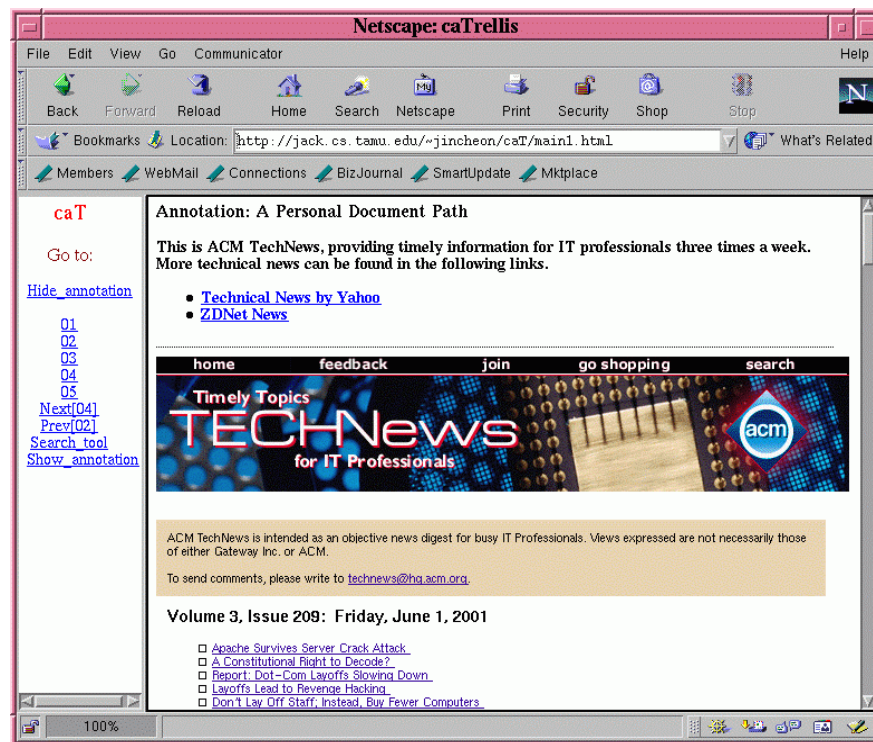 Netscape: caTrellis
File Edit View Go Communicator Help
Back Forward Reload Home Search Netscape Print Security Shop Stop
My
N
Bookmarks Location: http://jack.cs.tamu.edu/~jincheon/caT/main1.html What's Related
Members WebMail Connections BizJournal SmartUpdate Mktplace
caT
Go to:
Hide_annotation
01
02
03
04
05
Next[04]
Prev[02]
Search_tool
Show_annotation
Annotation: A Personal Document Path
This is ACM TechNews, providing timely information for IT professionals three times a week.
More technical news can be found in the following links.
Technical News by Yahoo
ZDNet News
home feedback join go shopping search
Timely Topics
TECHNews
for IT Professionals
acm
ACM TechNews is intended as an objective news digest for busy IT Professionals. Views expressed are not necessarily those
of either Gateway Inc. or ACM.
To send comments, please write to technews@hq.acm.org.
Volume 3, Issue 209: Friday, June 1, 2001
Apache Survives Server Crack Attack
A Constitutional Right to Decode?
Report: Dot-Com Layoffs Slowing Down
Layoffs Lead to Revenge Hacking
Don't Lay Off Staff; Instead, Buy Fewer Computers
100%